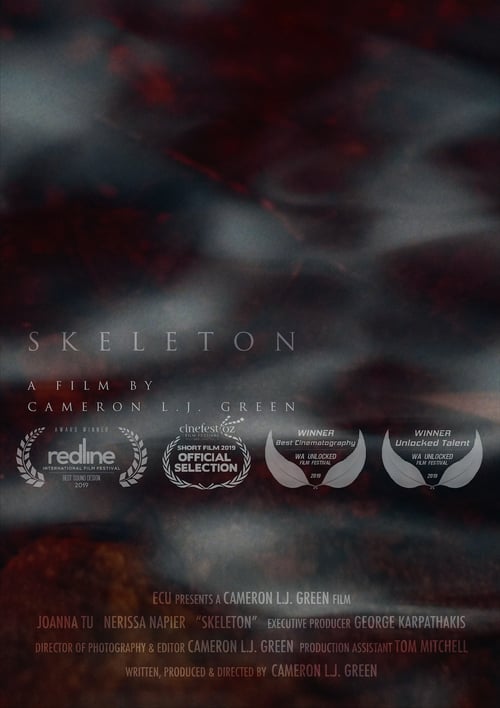 SKELETON
A FILM BY
CAMERON L.J. GREEN
AWARD WINNER
redline
INTERNATIONAL FILM FESTIVAL
BEST SOUND DESIGN
2019
cinefestOZ
FILM FESTIVAL
SHORT FILM 2019
OFFICIAL
SELECTION
WINNER
Best Cinematography
WA UNLOCKED
FILM FESTIVAL
2019
WINNER
Unlocked Talent
WA UNLOCKED
FILM FESTIVAL
2019
ECU PRESENTS A CAMERON L.J. GREEN FILM
JOANNA TU NERISSA NAPIER "SKELETON" EXECUTIVE PRODUCER GEORGE KARPATHAKIS
DIRECTOR OF PHOTOGRAPHY & EDITOR CAMERON L.J. GREEN PRODUCTION ASSISTANT TOM MITCHELL
WRITTEN, PRODUCED & DIRECTED BY CAMERON L.J. GREEN